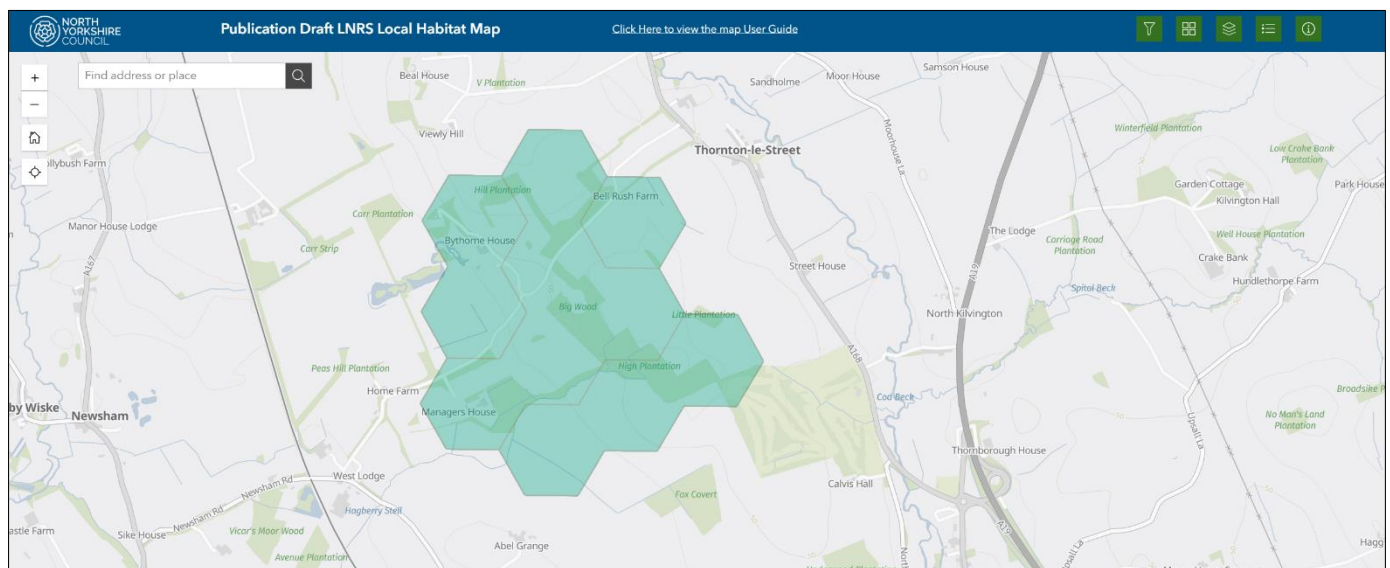 NORTH
YORKSHIRE
COUNCIL
Publication Draft LNRS Local Habitat Map
Click Here to view the map User Guide
+
Find address or place
−
Beal House
V Plantation
Sandholme
Moor House
Samson House
Viewly Hill
Thornton-le-Street
Moorhouse La.
Winterfield Plantation
Low Crake Bank
Plantation
ollybush Farm
Hill Plantation
Bell Rush Farm
Garden Cottage
Park House
Kilvington Hall
Manor House Lodge
Carr Plantation
Carr Strip
Bythorne House
The Lodge
Carriage Road
Plantation
Well House Plantation
Crake Bank
A167
Street House
A19
Spital Beck
Hundlethorpe Farm
Big Wood
Little Plantation
North Kilvington
Peas Hill Plantation
High Plantation
A168
Home Farm
Cod Beck
Broadsike P
by Wiske
Newsham
Managers House
No Man's Land
Plantation
Upsall La
Thornborough House
West Lodge
Newsham Rd
Calvis Hall
Fox Covert
Hagberry Stell
Newsham Rd
astle Farm
Sike House
Vicar's Moor Wood
Abel Grange
A19
Hagg
Avenue Plantation
North